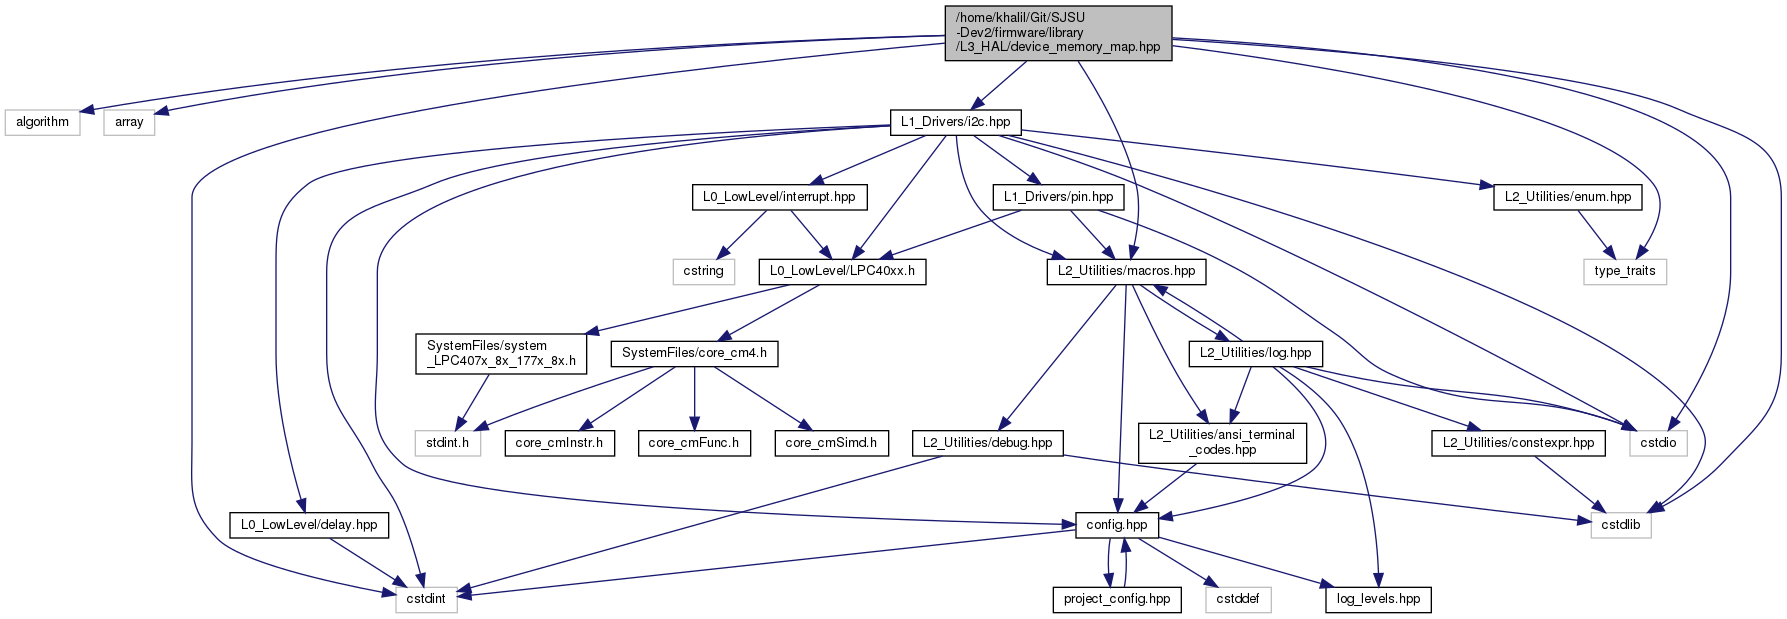 /home/khalil/Git/SJSU
-Dev2/firmware/library
/L3_HAL/device_memory_map.hpp
algorithm
array
L1_Drivers/i2c.hpp
L0_LowLevel/interrupt.hpp
L1_Drivers/pin.hpp
L2_Utilities/enum.hpp
cstring
L0_LowLevel/LPC40xx.h
L2_Utilities/macros.hpp
type_traits
SystemFiles/system
_LPC407x_8x_177x_8x.h
SystemFiles/core_cm4.h
L2_Utilities/log.hpp
stdint.h
core_cmInstr.h
core_cmFunc.h
core_cmSimd.h
L2_Utilities/debug.hpp
L2_Utilities/ansi_terminal
_codes.hpp
L2_Utilities/constexpr.hpp
cstdio
L0_LowLevel/delay.hpp
config.hpp
cstdlib
cstdint
project_config.hpp
cstddef
log_levels.hpp